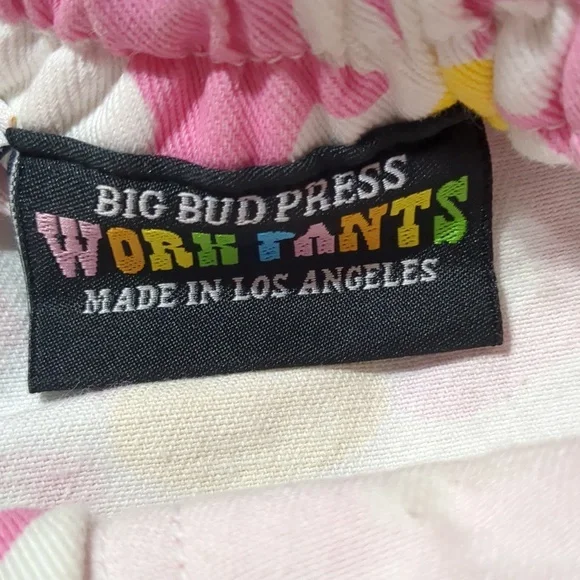 BIG BUD PRESS
WORK PANTS
MADE IN LOS ANGELES